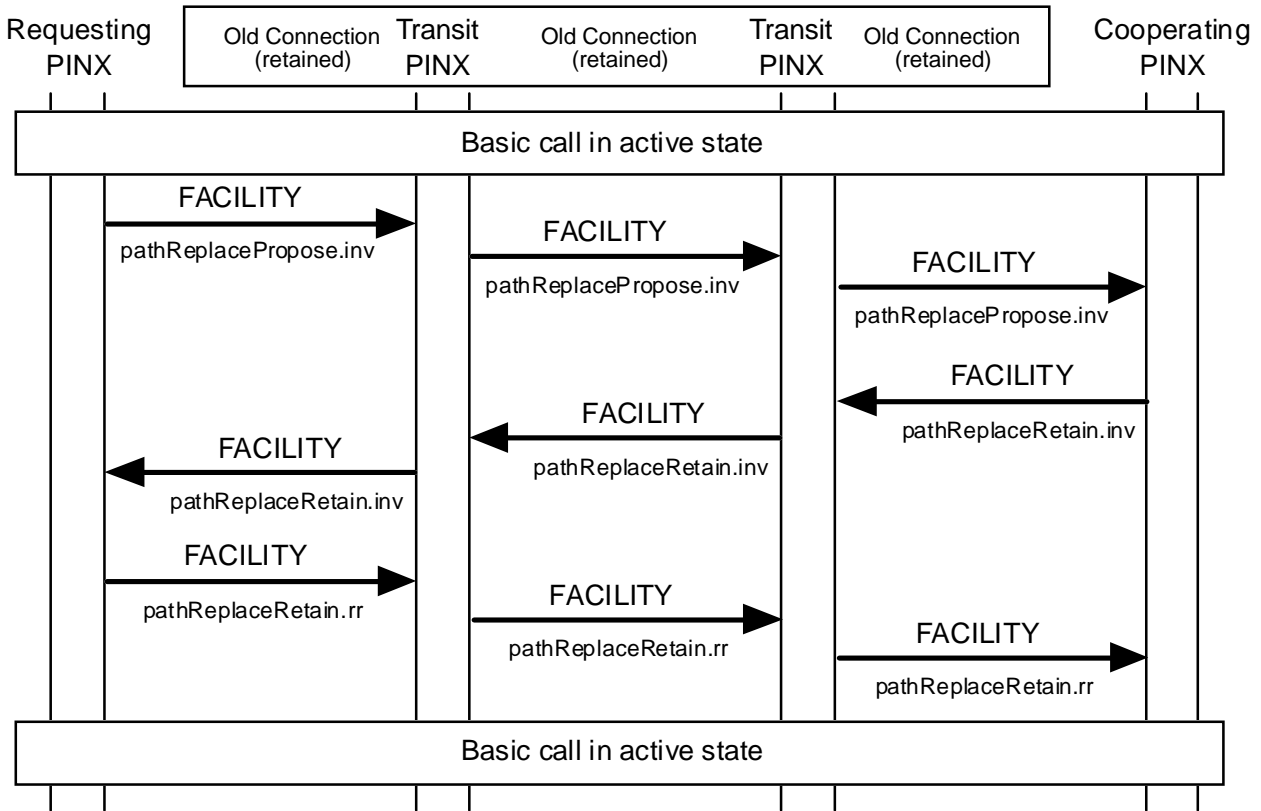 Requesting
PINX
Old Connection
(retained)
Transit
PINX
Old Connection
(retained)
Transit
PINX
Old Connection
(retained)
Cooperating
PINX
Basic call in active state
FACILITY
pathReplacePropose.inv
FACILITY
pathReplacePropose.inv
FACILITY
pathReplacePropose.inv
FACILITY
pathReplaceRetain.inv
FACILITY
pathReplaceRetain.inv
FACILITY
pathReplaceRetain.inv
FACILITY
pathReplaceRetain.rr
FACILITY
pathReplaceRetain.rr
FACILITY
pathReplaceRetain.rr
Basic call in active state